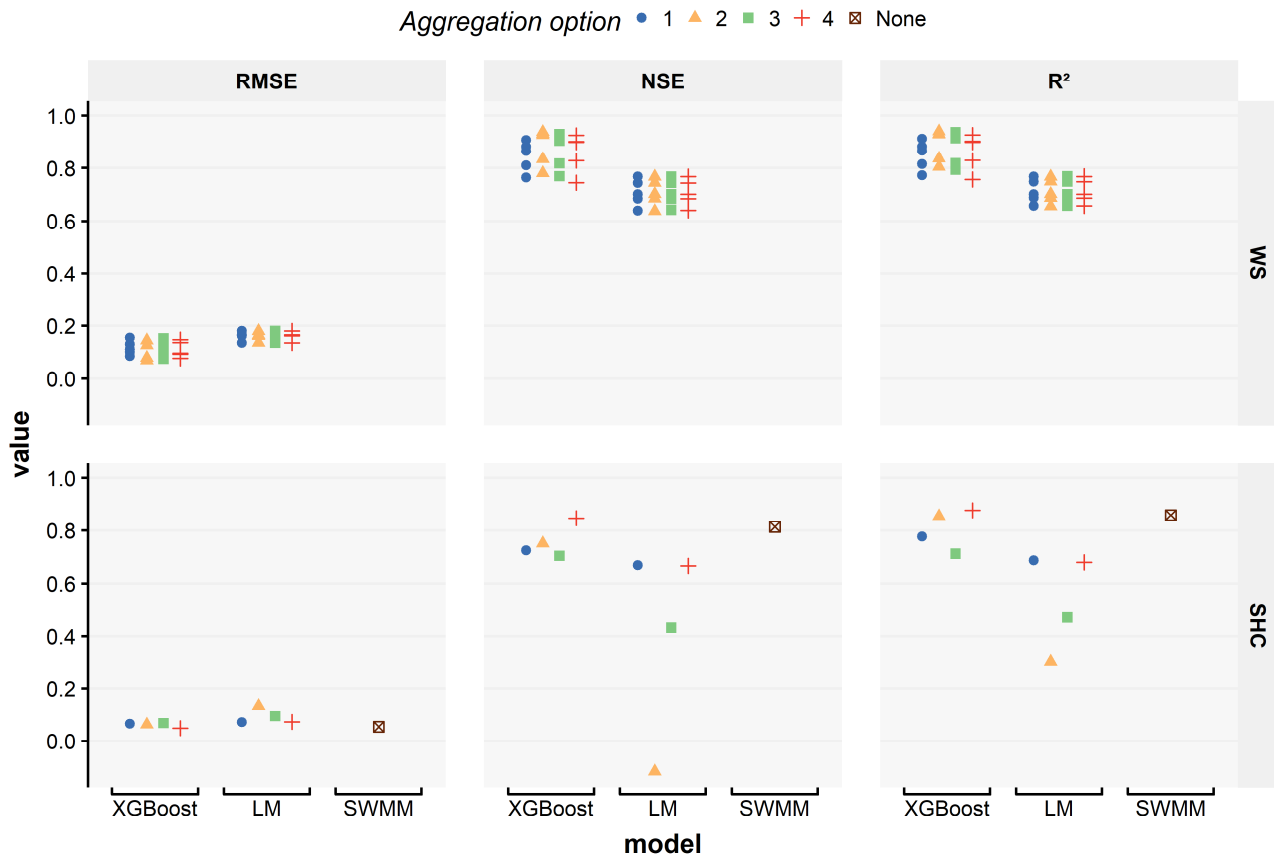 Aggregation option 1 2 3 4 None
RMSE NSE R²
1.0
0.8
0.6
0.4
0.2
0.0
WS
value
1.0
0.8
0.6
0.4
0.2
0.0
SHC
XGBoost LM SWMM XGBoost LM SWMM XGBoost LM SWMM
model